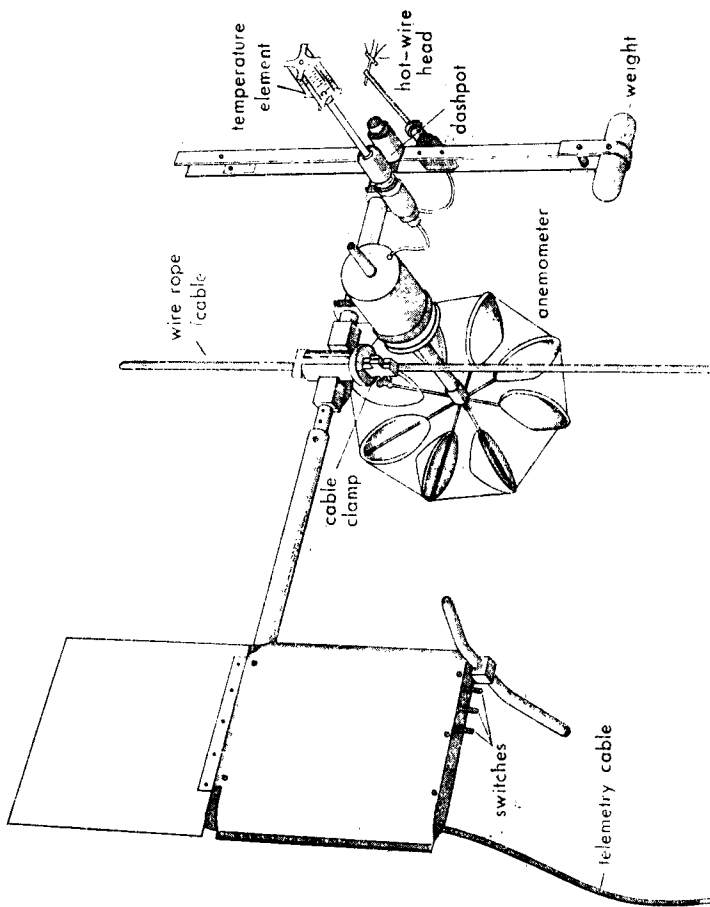 temperature
element
hot-wire
head
dashpot
weight
wire rope
(cable
anemometer
cable
clamp
switches
telemetry cable